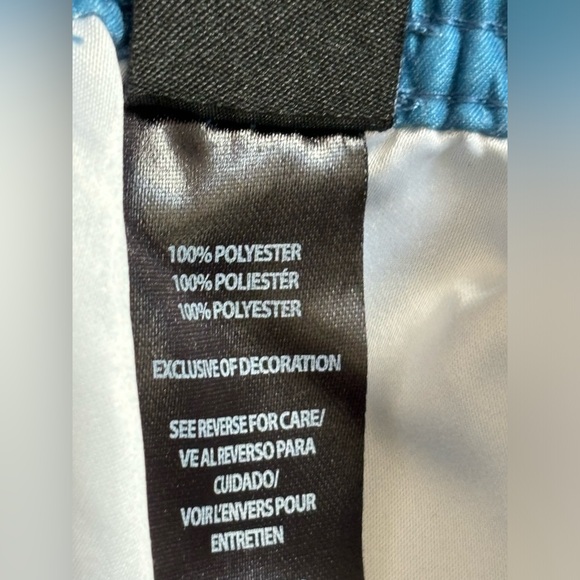 100% POLYESTER
100% POLIESTÉR
100% POLYESTER
EXCLUSIVE OF DECORATION
SEE REVERSE FOR CARE/
VE AL REVERSO PARA
CUIDADO/
VOIR L'ENVERS POUR
ENTRETIEN